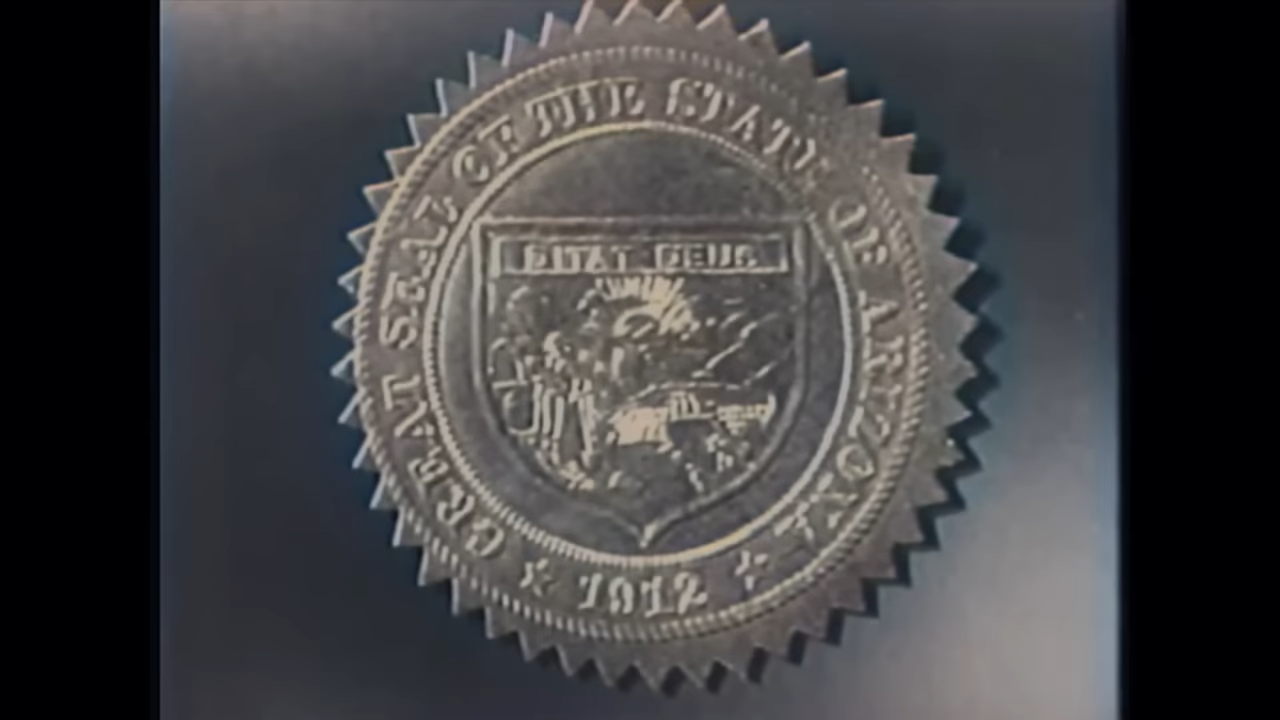 GREAT SEAL OF THE STATE OF ARIZONA
DITAT DEUS
1912